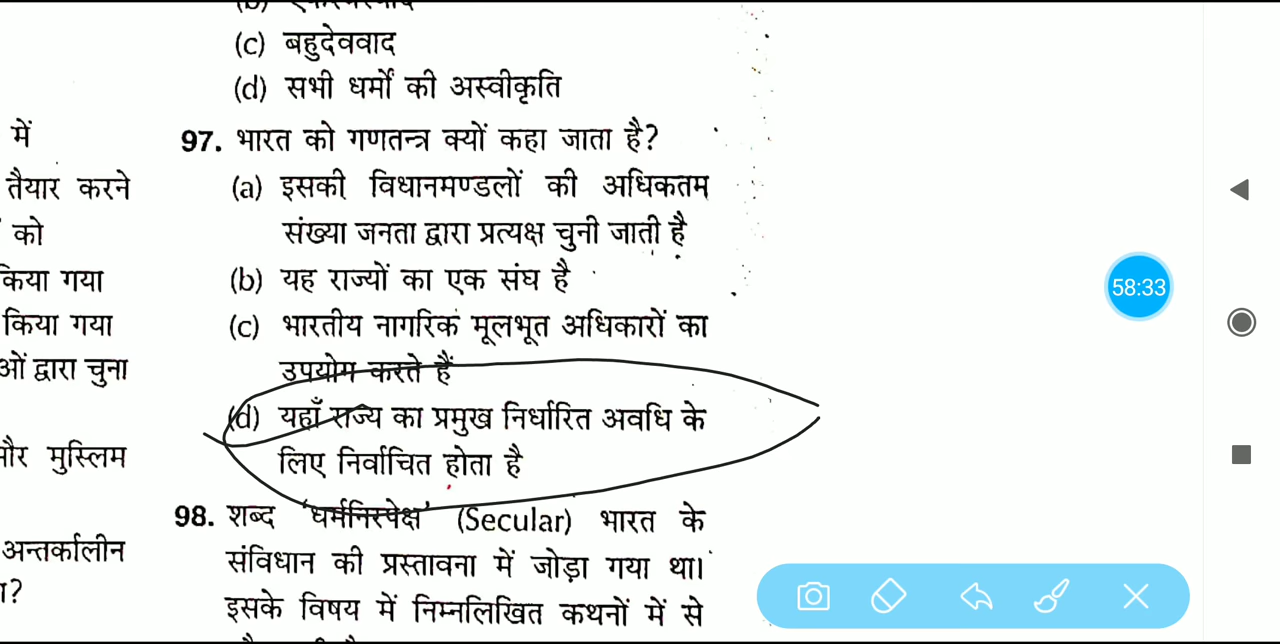 (c) बहुदेववाद
(d) सभी धर्मों की अस्वीकृति
97. भारत को गणतन्त्र क्यों कहा जाता है?
(a) इसकी विधानमण्डलों की अधिकतम
संख्या जनता द्वारा प्रत्यक्ष चुनी जाती है
(b) यह राज्यों का एक संघ है
(c) भारतीय नागरिक मूलभूत अधिकारों का
उपयोग करते हैं
(d) यहाँ राज्य का प्रमुख निर्धारित अवधि के
लिए निर्वाचित होता है
98. शब्द 'धर्मनिरपेक्ष' (Secular) भारत के
संविधान की प्रस्तावना में जोड़ा गया था।
इसके विषय में निम्नलिखित कथनों में से
में
तैयार करने
को
किया गया
किया गया
ओं द्वारा चुना
और मुस्लिम
अन्तर्कालीन
58:33